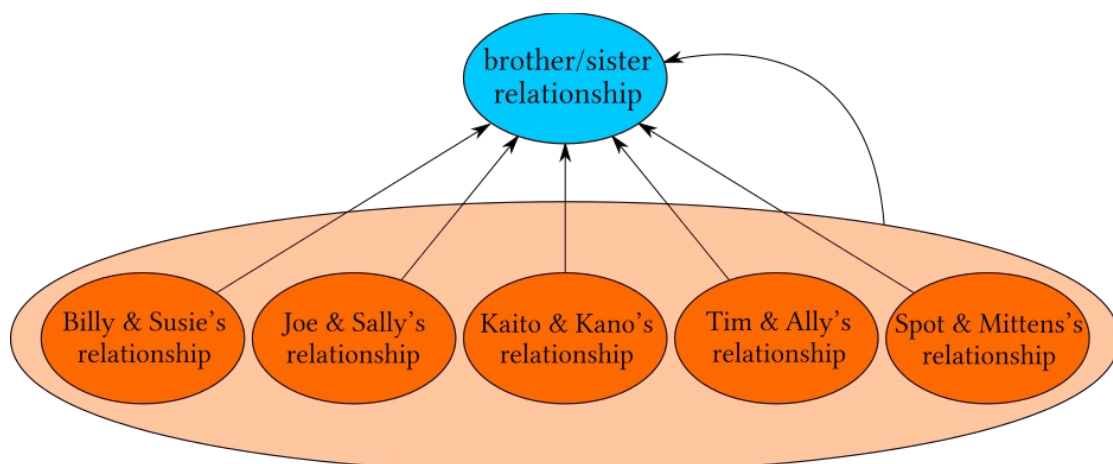 brother/sister
relationship
Billy & Susie's
relationship
Joe & Sally's
relationship
Kaito & Kano's
relationship
Tim & Ally's
relationship
Spot & Mittens's
relationship